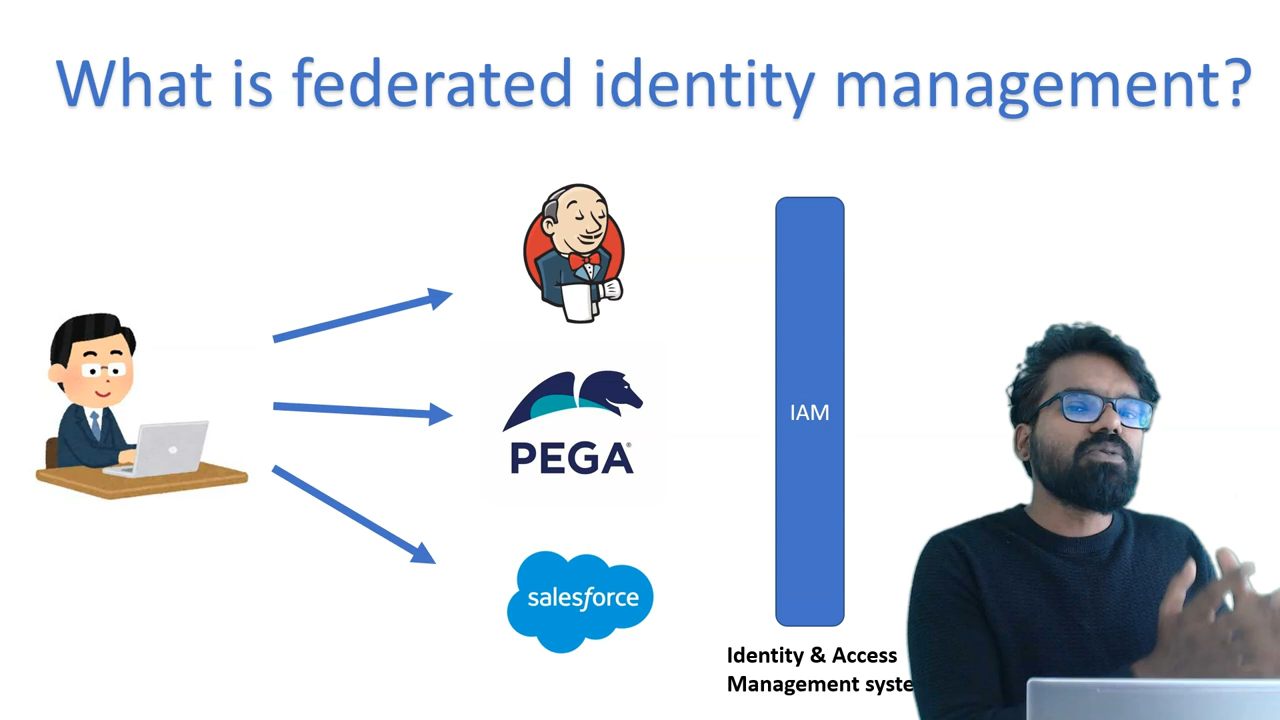 What is federated identity management?
PEGA
salesforce
IAM
Identity & Access
Management syste